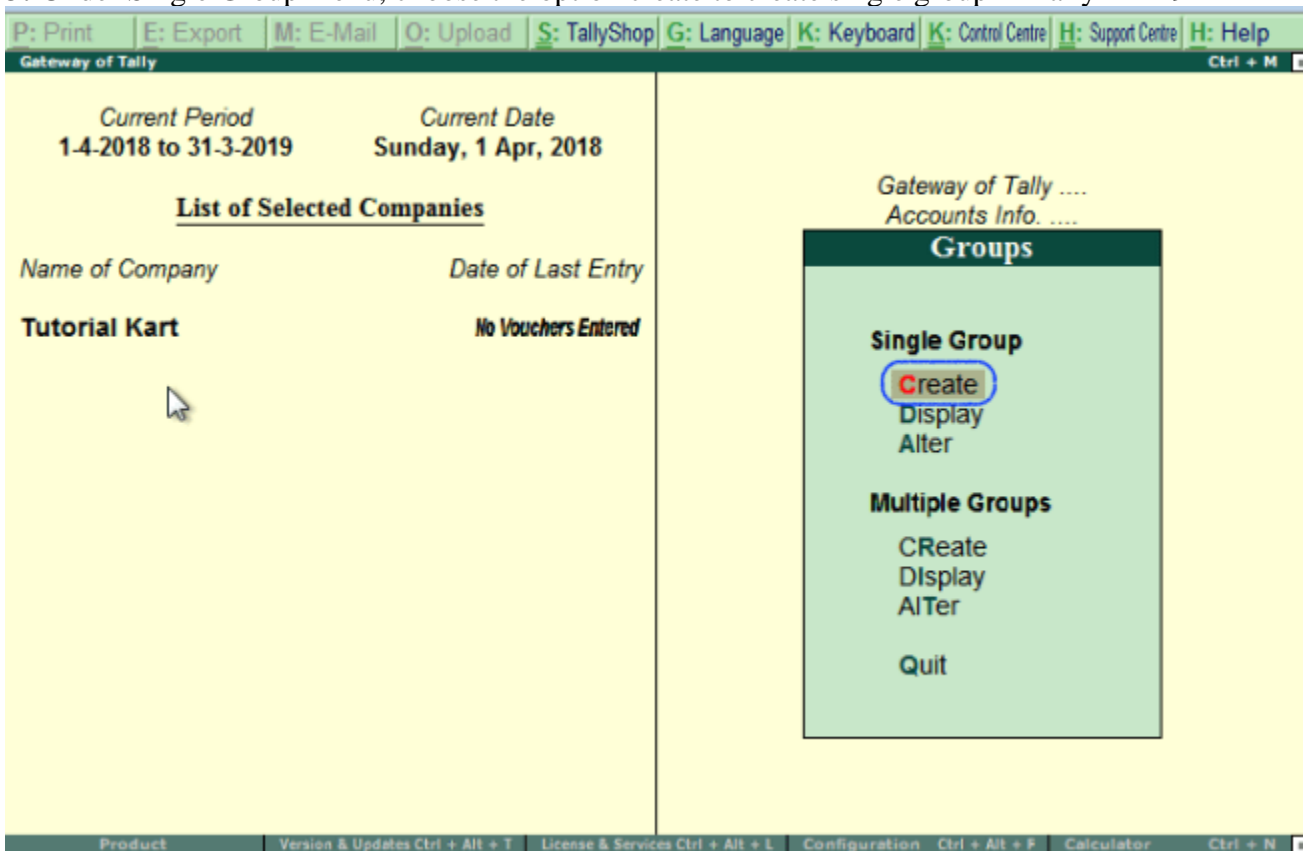 P: Print E: Export M: E-Mail O: Upload S: TallyShop G: Language K: Keyboard K: Control Centre H: Support Centre H: Help
Gateway of Tally Ctrl + M
Current Period Current Date
1-4-2018 to 31-3-2019 Sunday, 1 Apr, 2018
List of Selected Companies
Name of Company Date of Last Entry
Tutorial Kart No Vouchers Entered
Gateway of Tally ....
Accounts Info. ....
Groups
Single Group
Create
Display
Alter
Multiple Groups
CReate
DIsplay
AlTer
Quit
Product Version & Updates Ctrl + Alt + T License & Services Ctrl + Alt + L Configuration Ctrl + Alt + F Calculator Ctrl + N